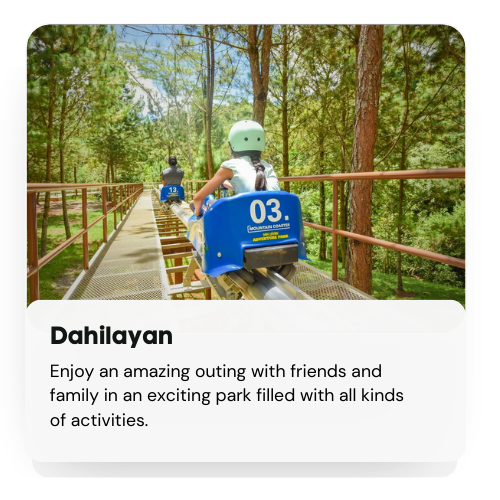 13.
03.
MOUNTAIN COASTER
ADVENTURE PARK
Dahilayan
Enjoy an amazing outing with friends and
family in an exciting park filled with all kinds
of activities.